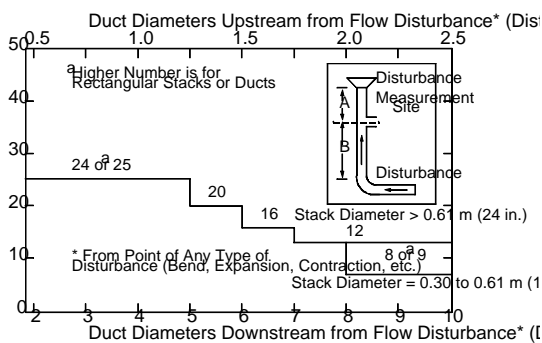 Duct Diameters Upstream from Flow Disturbance* (Dist
0.5 1.0 1.5 2.0 2.5
50
40
30
20
10
0
a Higher Number is for
Rectangular Stacks or Ducts
Disturbance
Measurement
Site
A
B
Disturbance
24 or 25 a
20
16
Stack Diameter > 0.61 m (24 in.)
12
8 or 9 a
* From Point of Any Type of
Disturbance (Bend, Expansion, Contraction, etc.)
Stack Diameter = 0.30 to 0.61 m (1
2 3 4 5 6 7 8 9 10
Duct Diameters Downstream from Flow Disturbance* (D